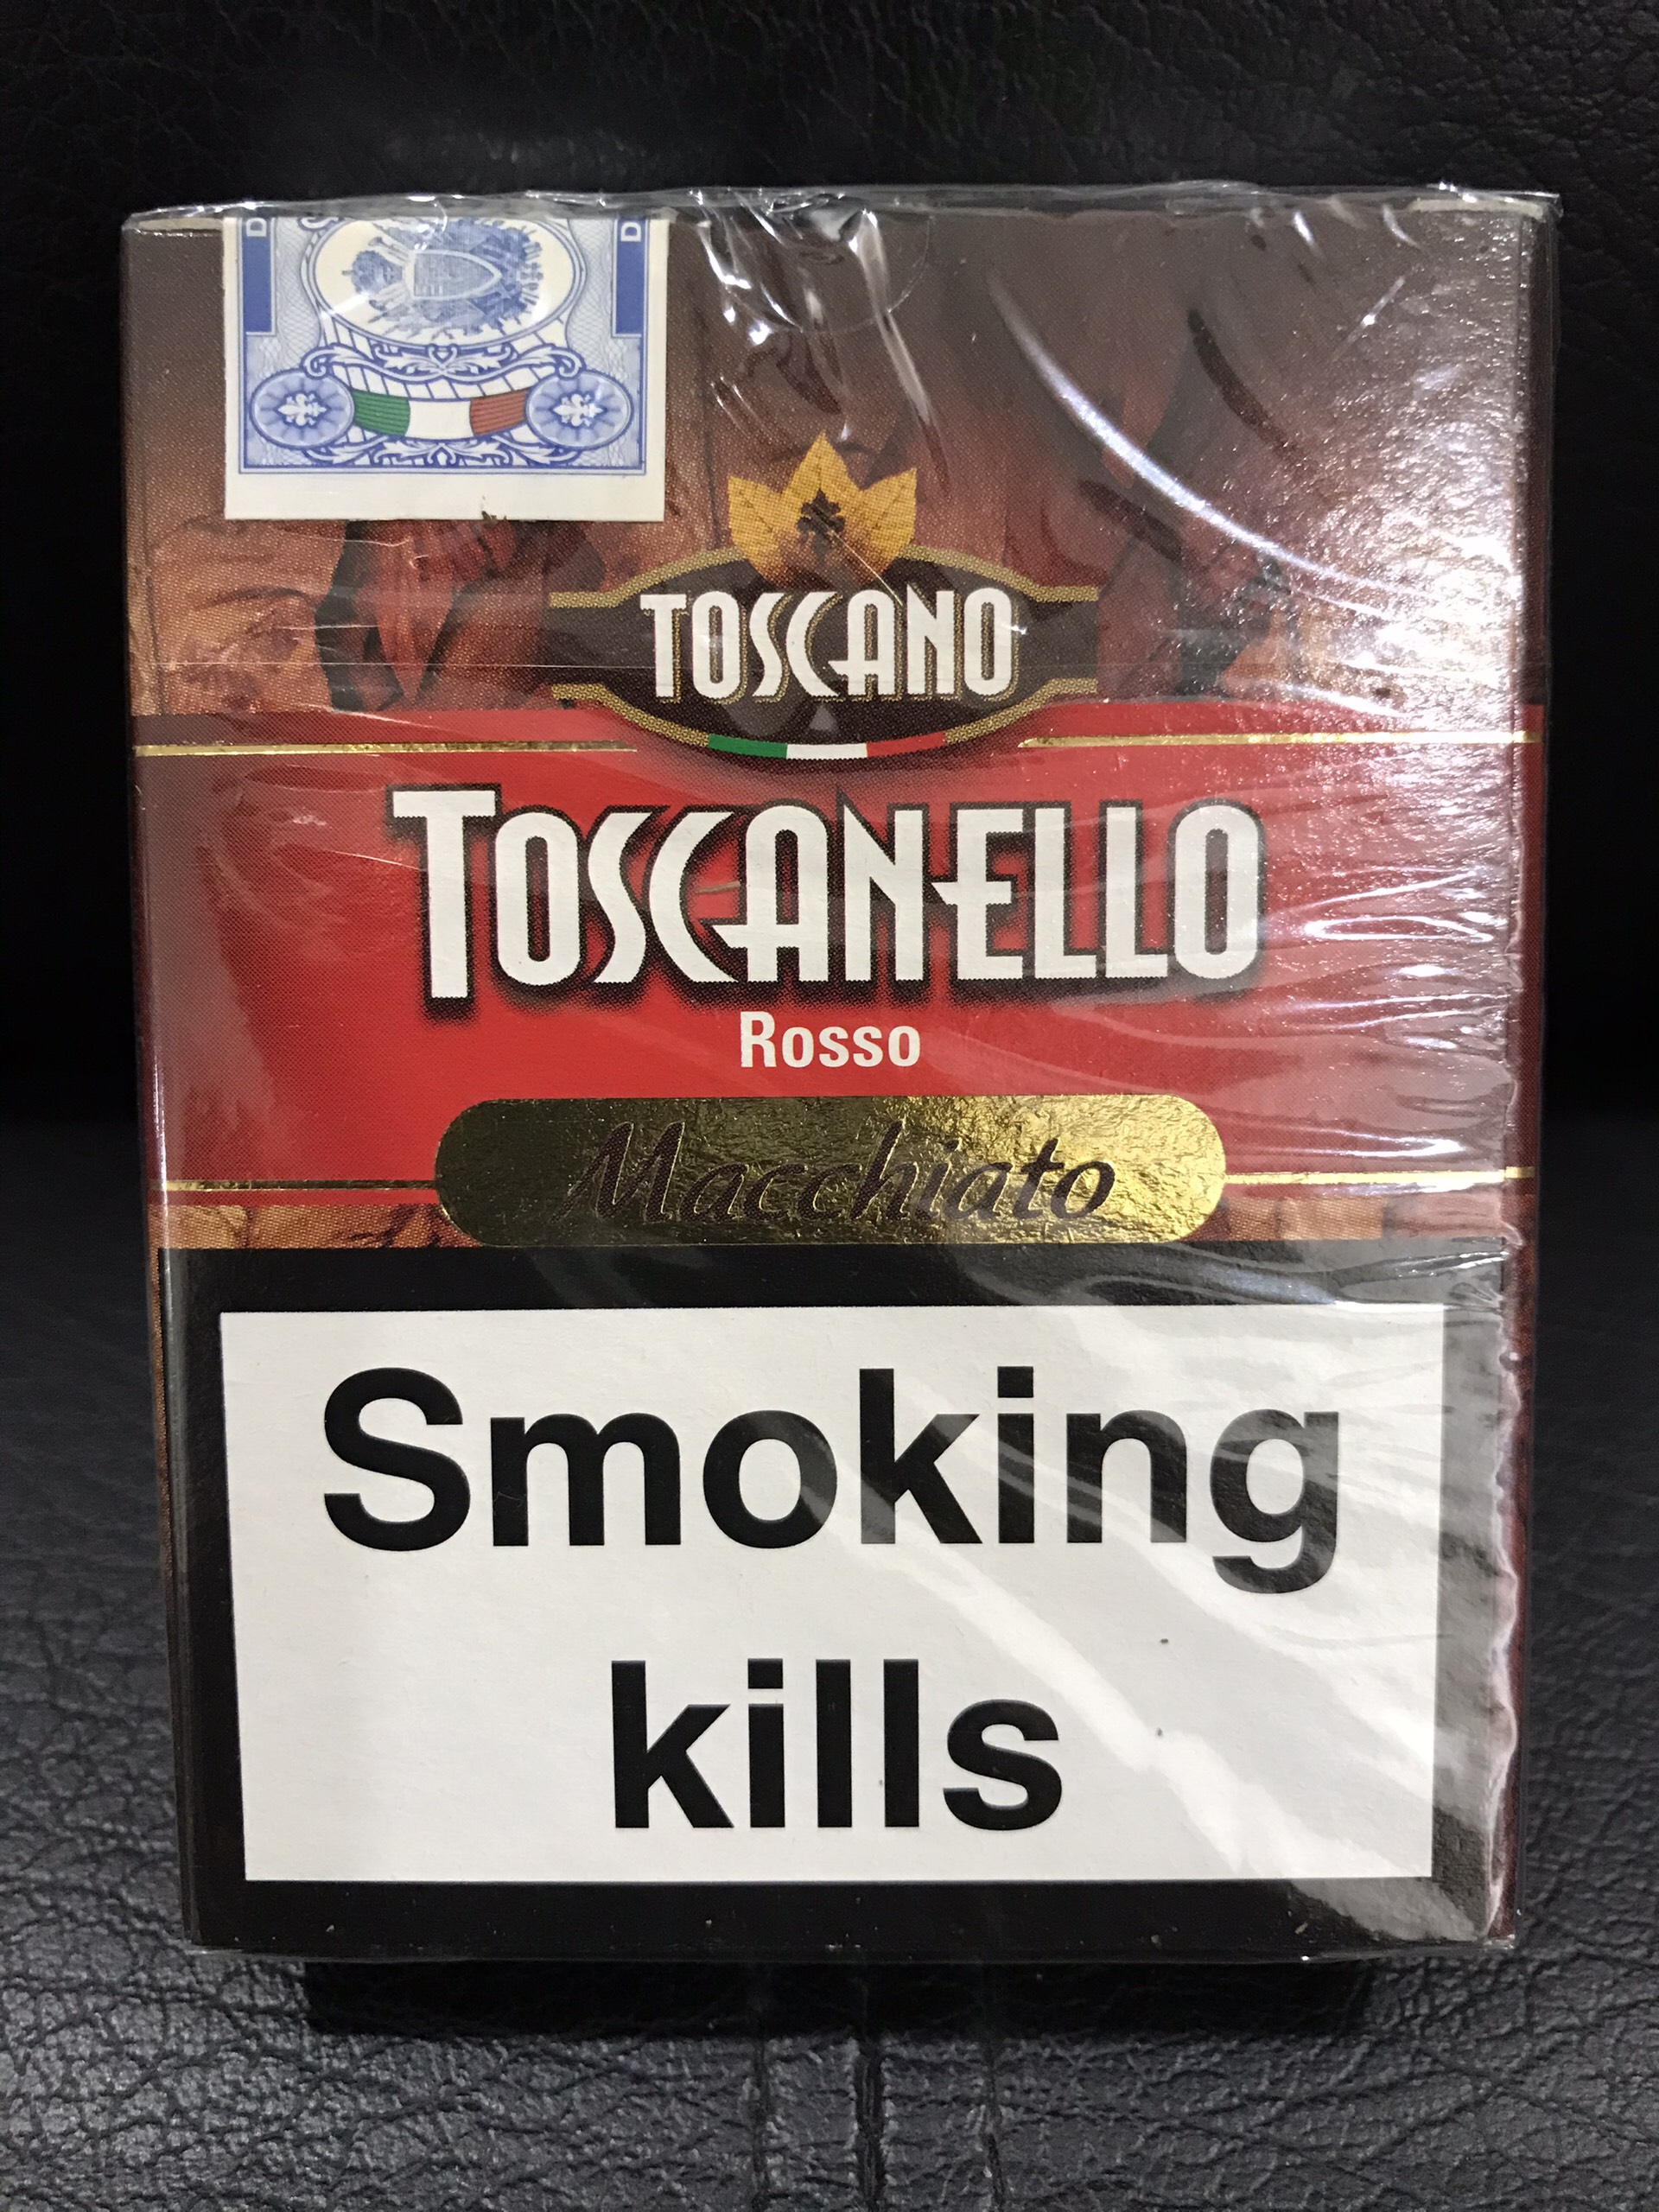 TOSCANO
TOSCANELLO
Rosso
Macchiato
Smoking
kills